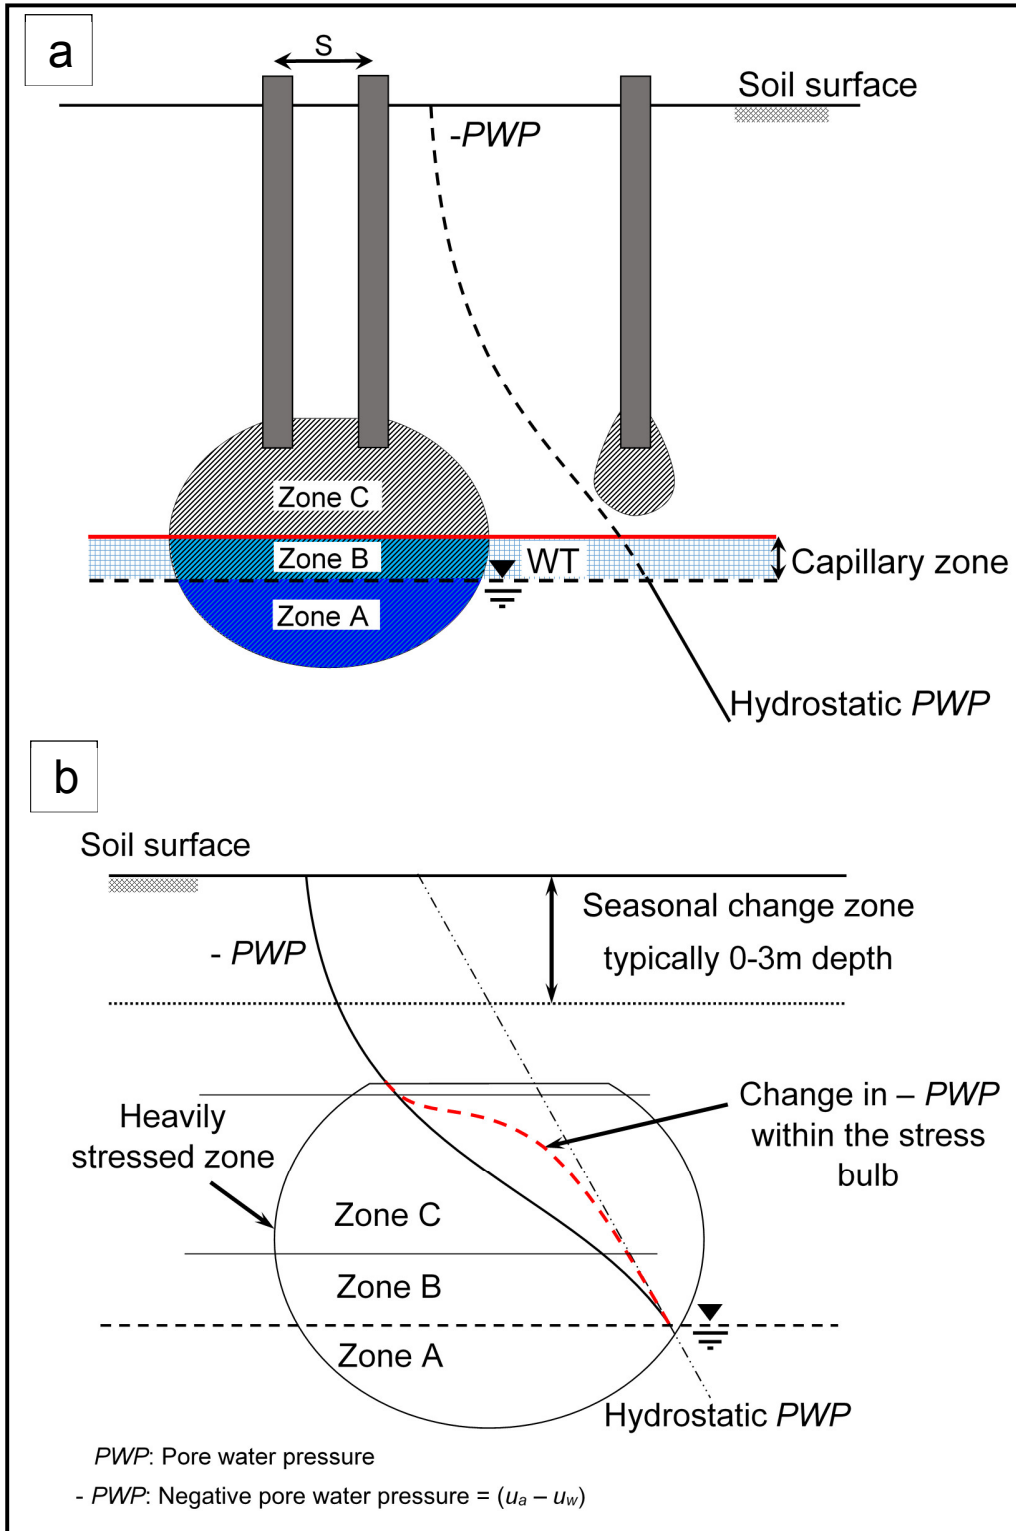 a
S
Soil surface
-PWP
Zone C
Zone B
WT
Capillary zone
Zone A
Hydrostatic PWP
b
Soil surface
Seasonal change zone
typically 0-3m depth
- PWP
Change in – PWP
within the stress
bulb
Heavily
stressed zone
Zone C
Zone B
Zone A
Hydrostatic PWP
PWP: Pore water pressure
- PWP: Negative pore water pressure = (uₐ – u_w)